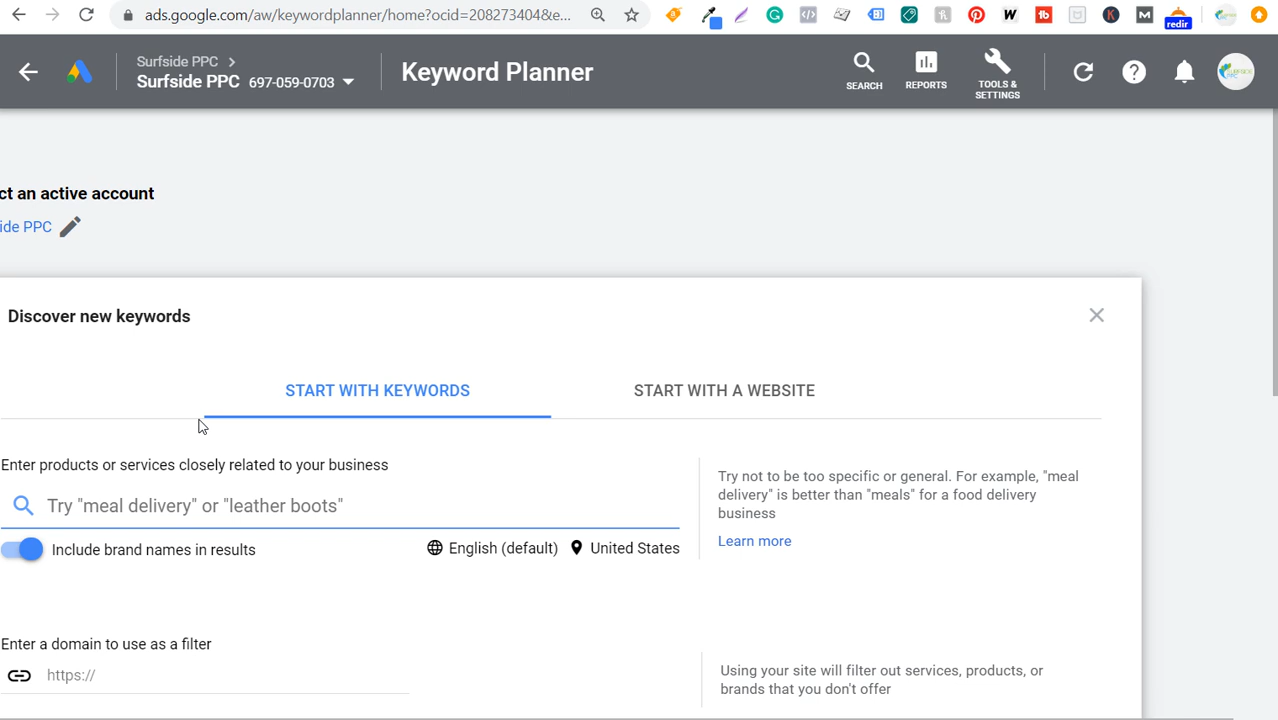 ads.google.com/aw/keywordplanner/home?ocid=208273404&e...
redir
Surfside PPC
Surfside PPC 697-059-0703
Keyword Planner
SEARCH
REPORTS
TOOLS &
SETTINGS
ct an active account
ide PPC
Discover new keywords
START WITH KEYWORDS
START WITH A WEBSITE
Enter products or services closely related to your business
Try "meal delivery" or "leather boots"
Include brand names in results
English (default)
United States
Try not to be too specific or general. For example, "meal
delivery" is better than "meals" for a food delivery
business
Learn more
Enter a domain to use as a filter
https://
Using your site will filter out services, products, or
brands that you don't offer